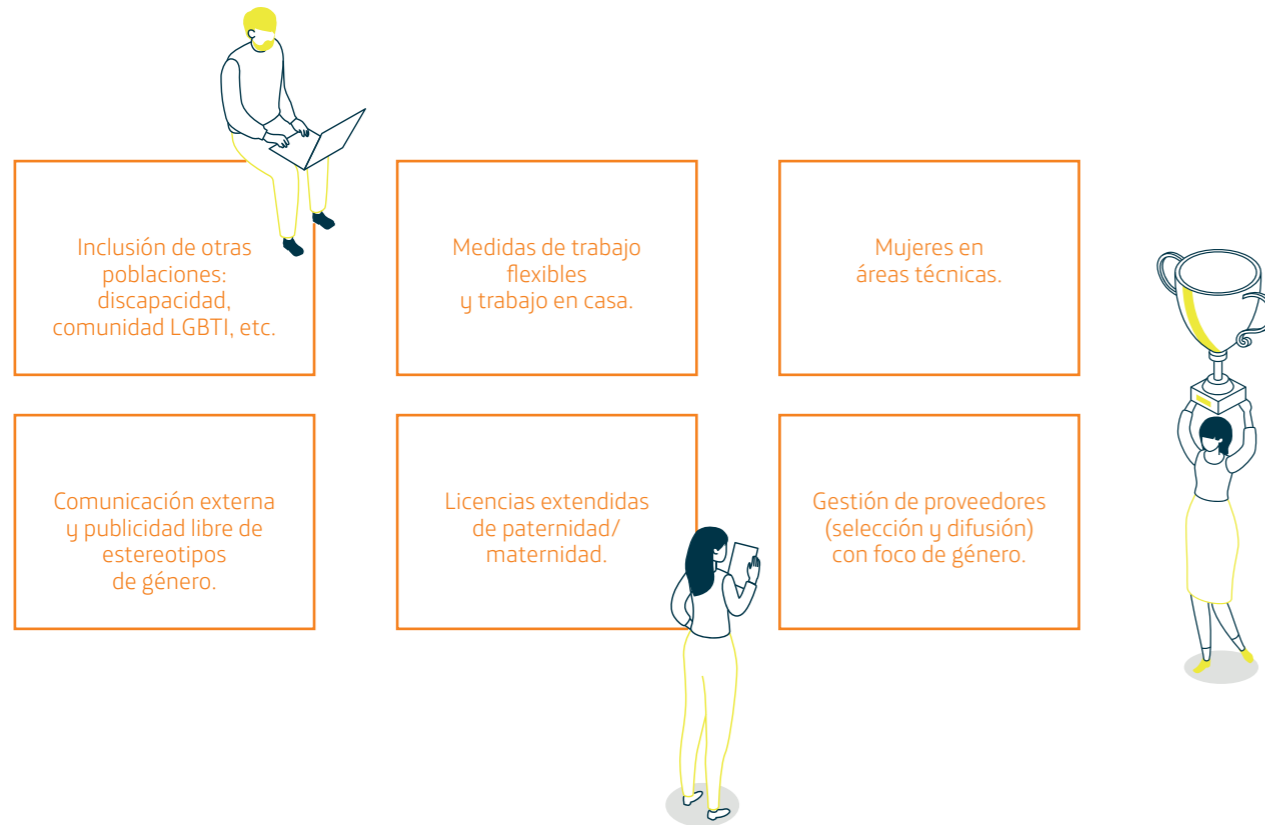 Inclusión de otras
poblaciones:
discapacidad,
comunidad LGBTI, etc.
Medidas de trabajo
flexibles
y trabajo en casa.
Mujeres en
áreas técnicas.
Comunicación externa
y publicidad libre de
estereotipos
de género.
Licencias extendidas
de paternidad/
maternidad.
Gestión de proveedores
(selección y difusión)
con foco de género.